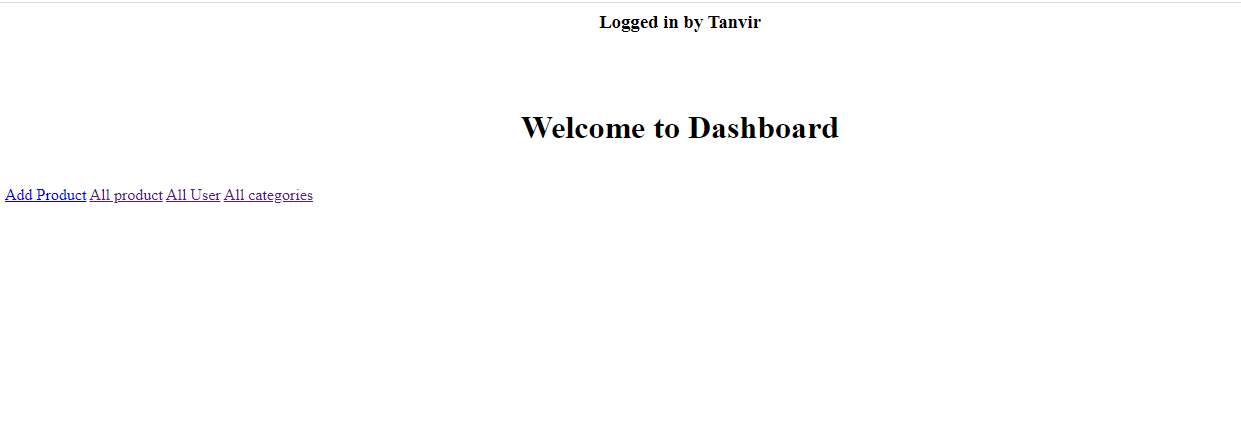 Logged in by Tanvir
Welcome to Dashboard
Add Product All product All User All categories